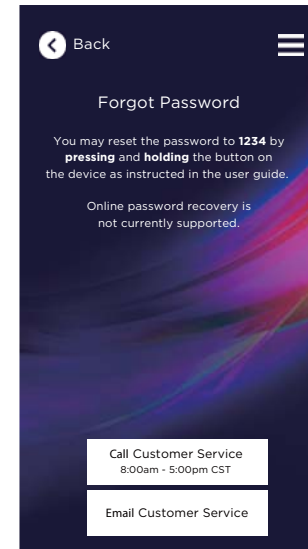 Back
Forgot Password
You may reset the password to 1234 by
pressing and holding the button on
the device as instructed in the user guide.
Online password recovery is
not currently supported.
Call Customer Service
8:00am - 5:00pm CST
Email Customer Service